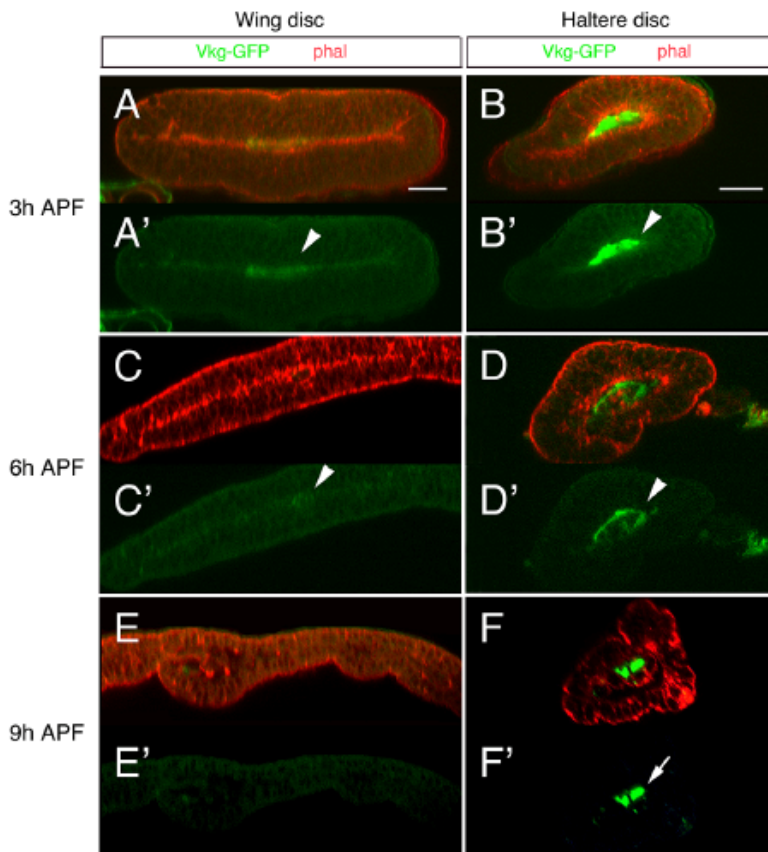 Wing disc Haltere disc
Vkg-GFP phal Vkg-GFP phal
A B
3h APF
A' B'
C D
6h APF
C' D'
E F
9h APF
E' F'